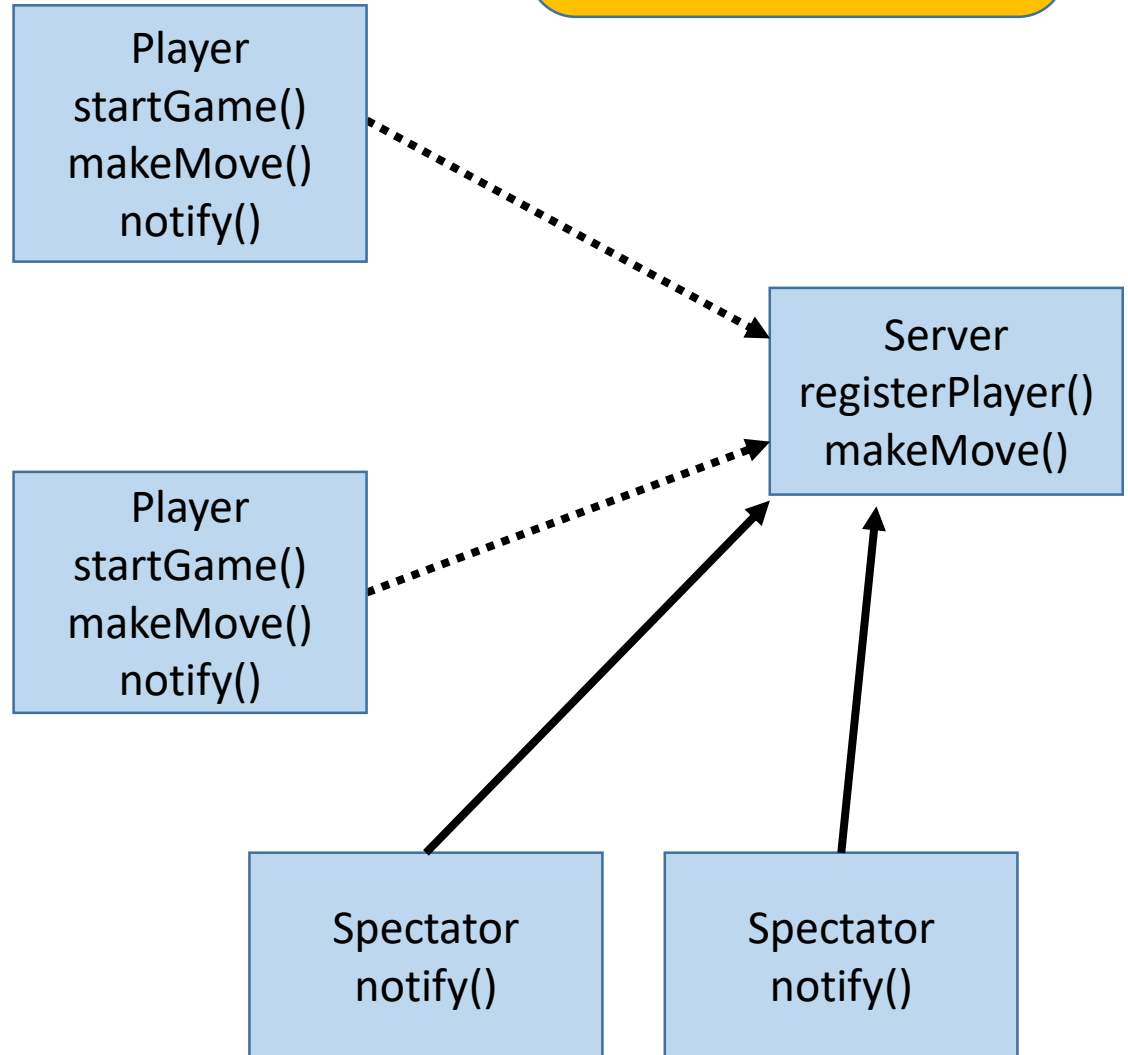 Player
startGame()
makeMove()
notify()
Server
registerPlayer()
makeMove()
Player
startGame()
makeMove()
notify()
Spectator
notify()
Spectator
notify()